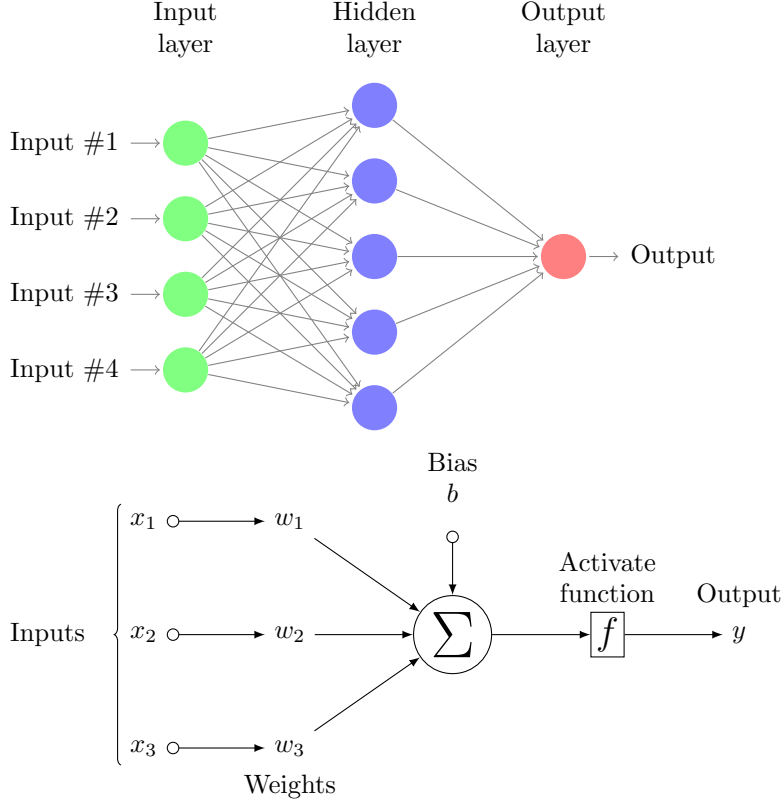 Input
layer
Hidden
layer
Output
layer
Input #1
Input #2
Input #3
Input #4
Output
Bias
b
x1
w1
Activate
function
Output
Inputs
x2
w2
∑
f
y
x3
w3
Weights